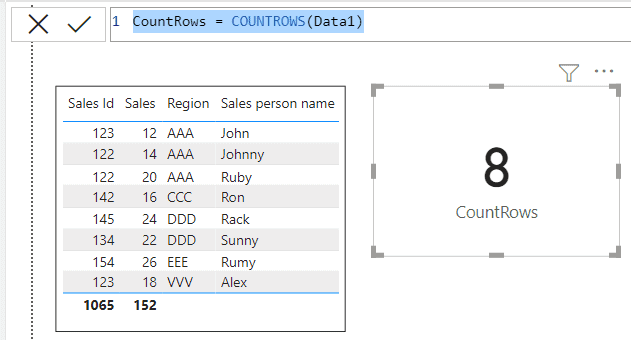 1 CountRows = COUNTROWS(Data1)
Sales Id Sales Region Sales person name
123 12 AAA John
122 14 AAA Johnny
122 20 AAA Ruby
142 16 CCC Ron
145 24 DDD Rack
134 22 DDD Sunny
154 26 EEE Rumy
123 18 VVV Alex
1065 152
8
CountRows